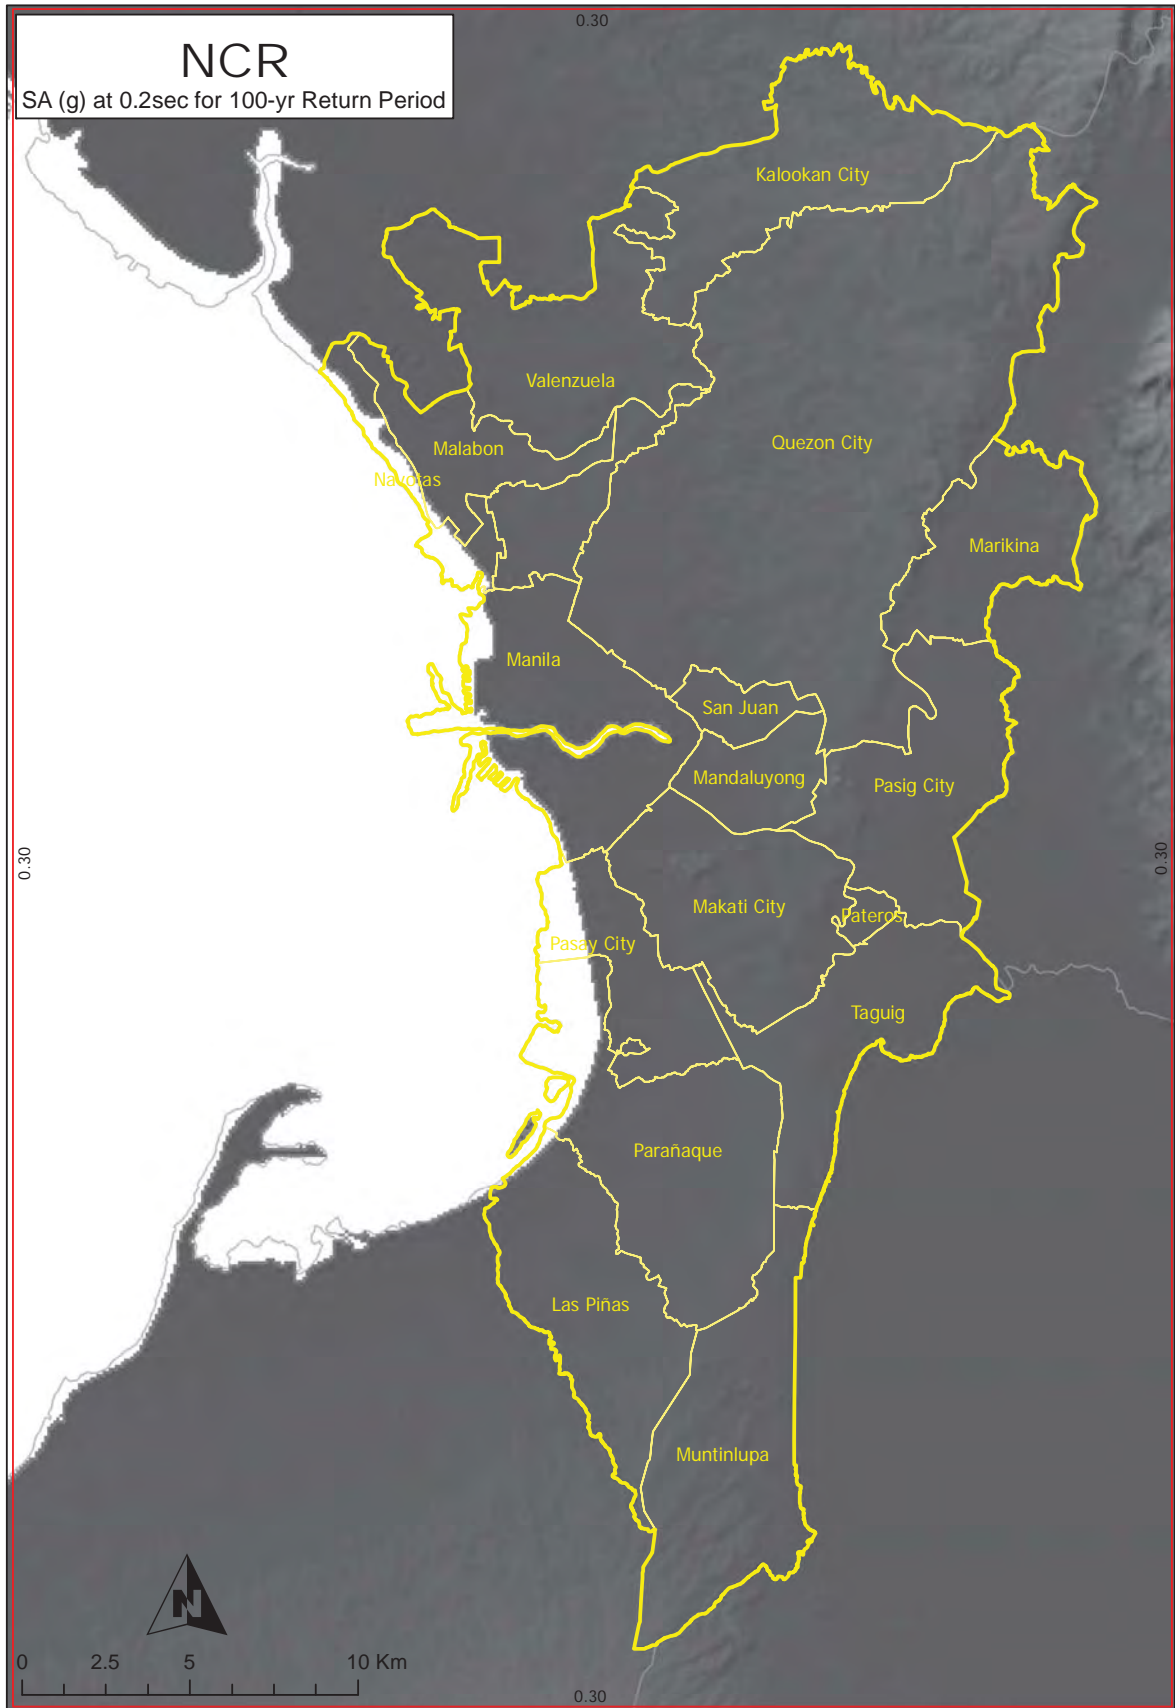 0.30
NCR
SA (g) at 0.2sec for 100-yr Return Period
Kalookan City
Valenzuela
Quezon City
Malabon
Navotas
Marikina
Manila
San Juan
Mandaluyong
Pasig City
0.30
0.30
Makati City
Pateros
Pasay City
Taguig
Parañaque
Las Piñas
Muntinlupa
N
0 2.5 5 10 Km
0.30